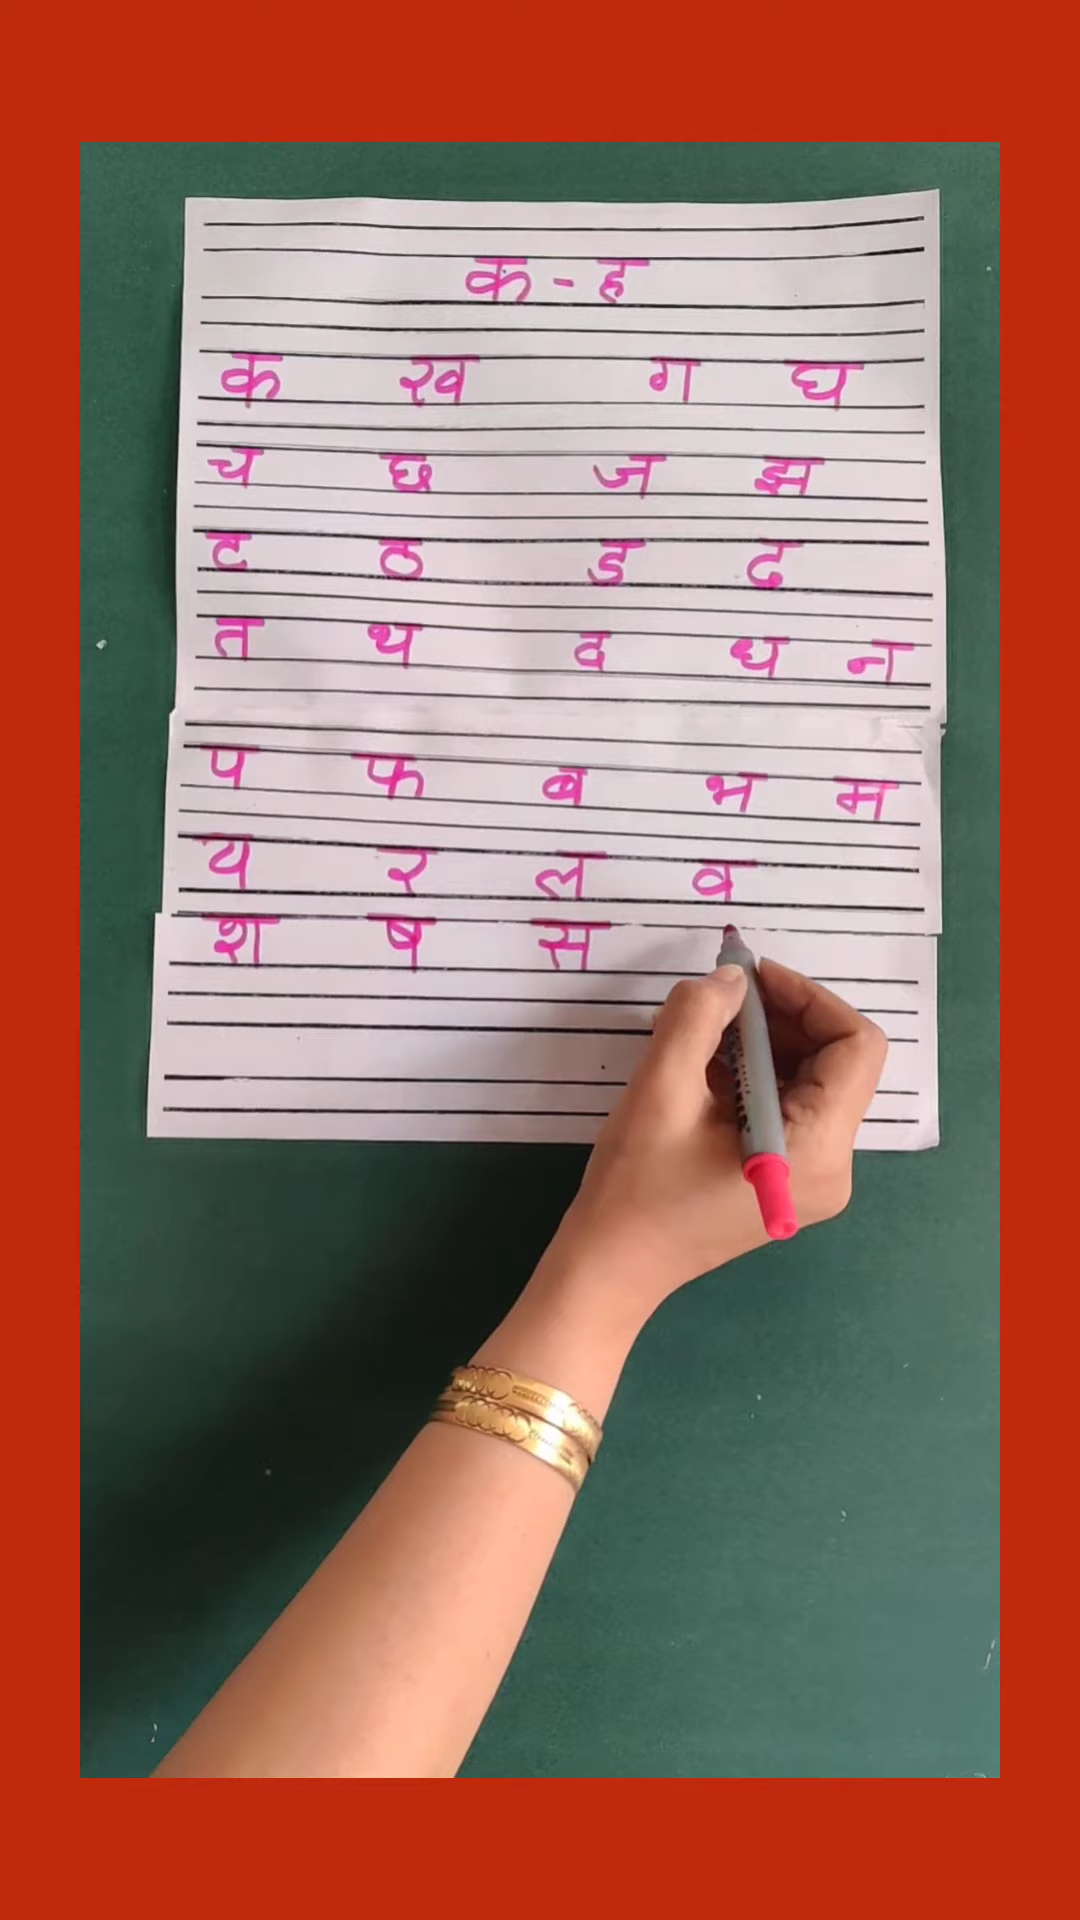 क - ह
क ख ग घ
च छ ज झ
ट ठ ड ढ
त थ द ध न
प फ ब भ म
य र ल व
श ष स